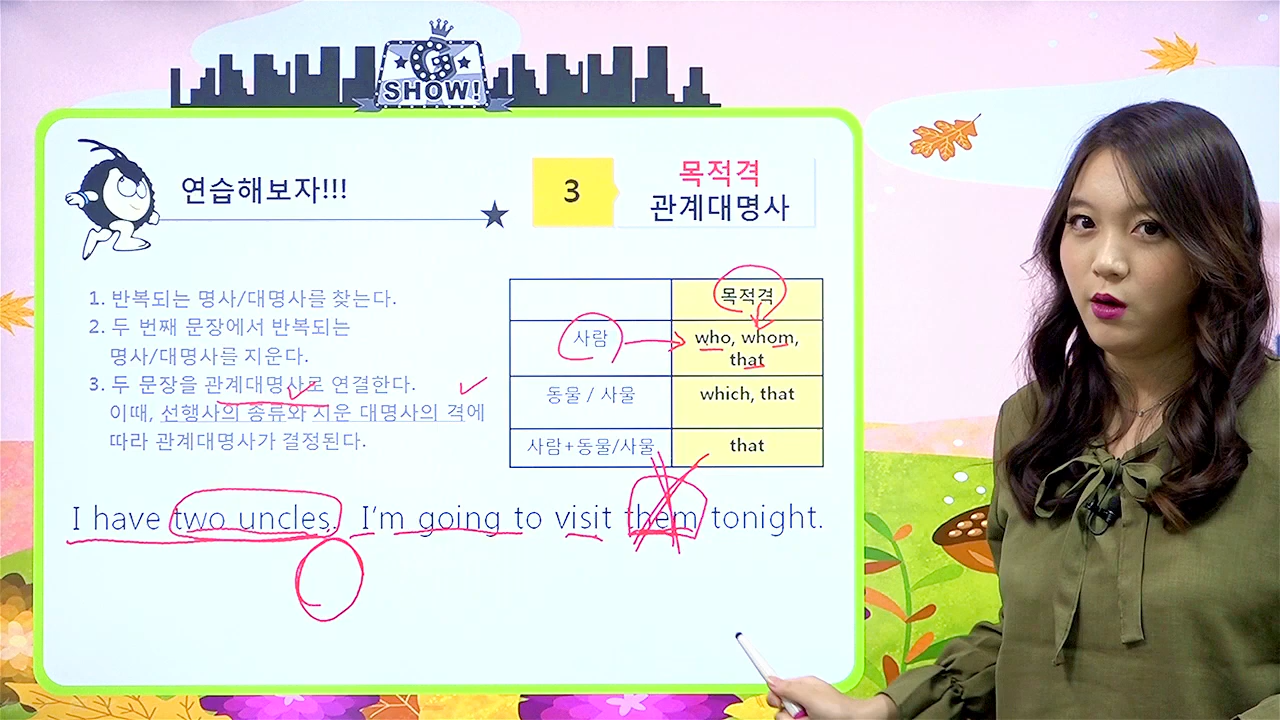 G
SHOW!
연습해보자!!!
3
목적격
관계대명사
1. 반복되는 명사/대명사를 찾는다.
2. 두 번째 문장에서 반복되는
명사/대명사를 지운다.
3. 두 문장을 관계대명사로 연결한다.
이때, 선행사의 종류와 지운 대명사의 격에
따라 관계대명사가 결정된다.
목적격
사람 who, whom,
that
동물 / 사물 which, that
사람+동물/사물 that
I have two uncles. I'm going to visit them tonight.